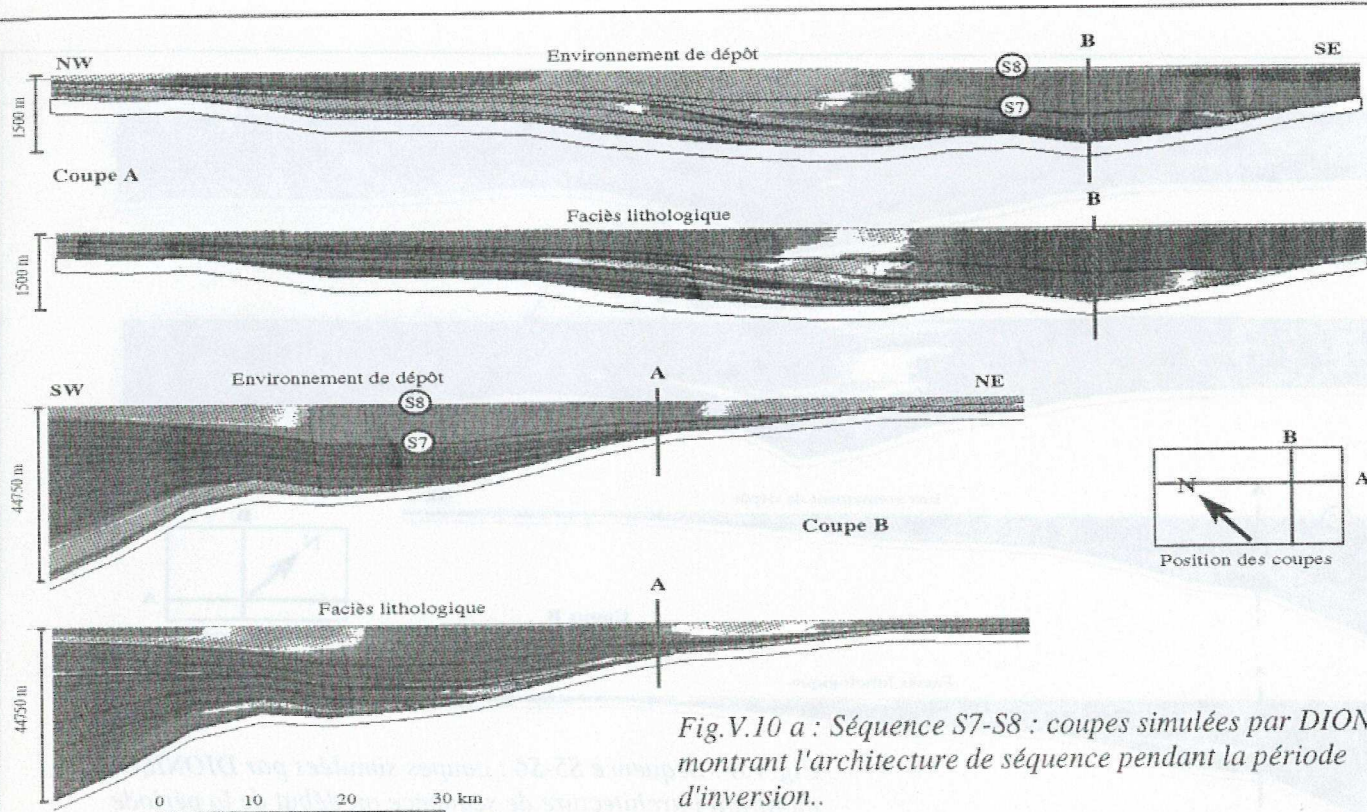 Environnement de dépôt
NW
B
SE
S8
S7
1500 m
Coupe A
Faciès lithologique
B
1500 m
SW
Environnement de dépôt
A
NE
S8
S7
44750 m
Coupe B
B
A
N
Position des coupes
Faciès lithologique
A
44750 m
0 10 20 30 km
Fig.V.10 a : Séquence S7-S8 : coupes simulées par DION
montrant l'architecture de séquence pendant la période
d'inversion..